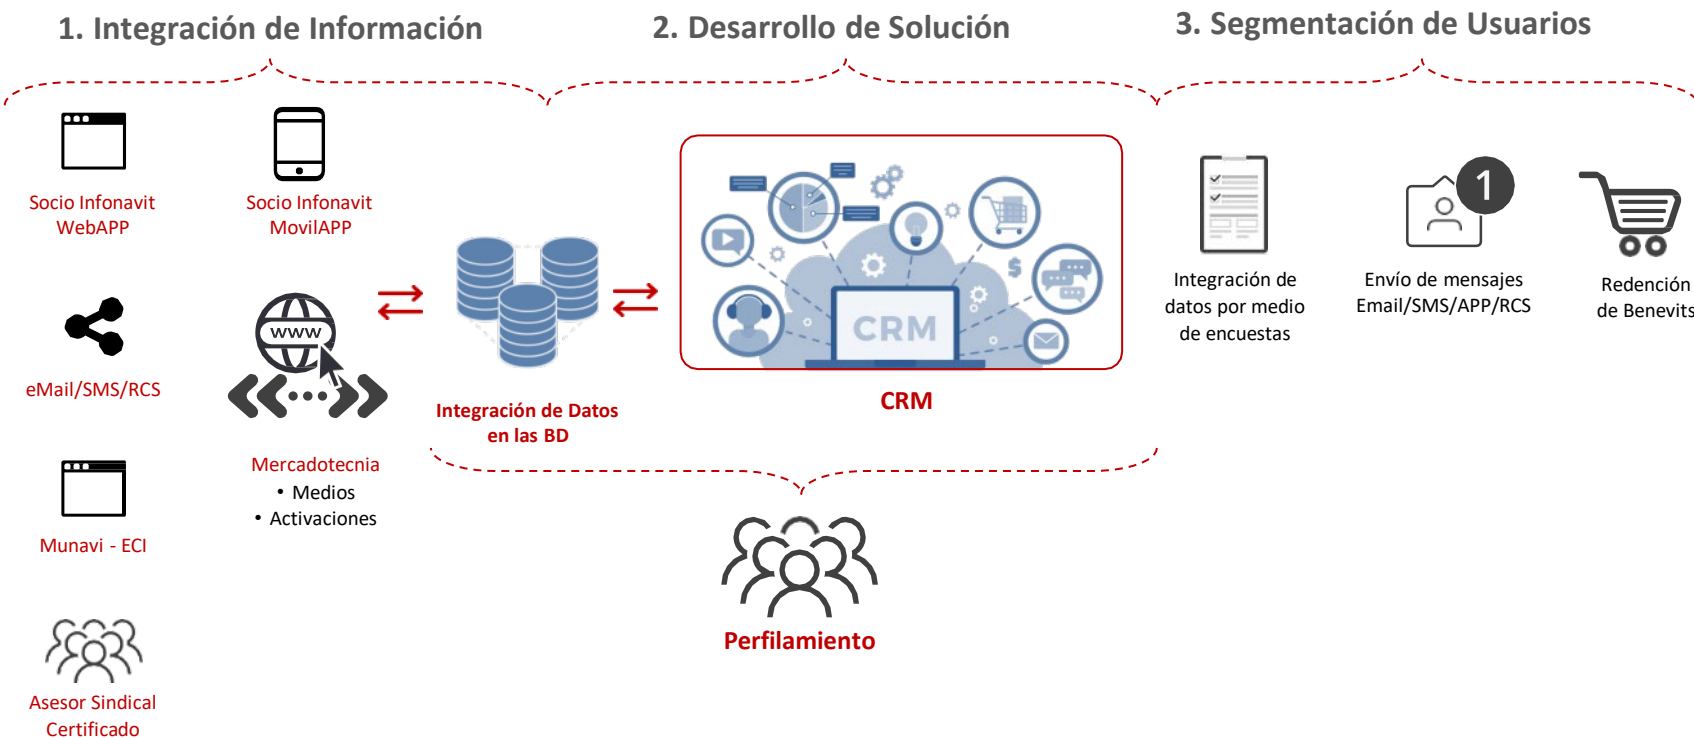 1. Integración de Información
2. Desarrollo de Solución
3. Segmentación de Usuarios
Socio Infonavit
WebAPP
Socio Infonavit
MovilAPP
eMail/SMS/RCS
www
Mercadotecnia
• Medios
• Activaciones
Munavi - ECI
Asesor Sindical
Certificado
Integración de Datos
en las BD
$
CRM
CRM
Perfilamiento
Integración de
datos por medio
de encuestas
1
Envío de mensajes
Email/SMS/APP/RCS
Redención
de Benevits